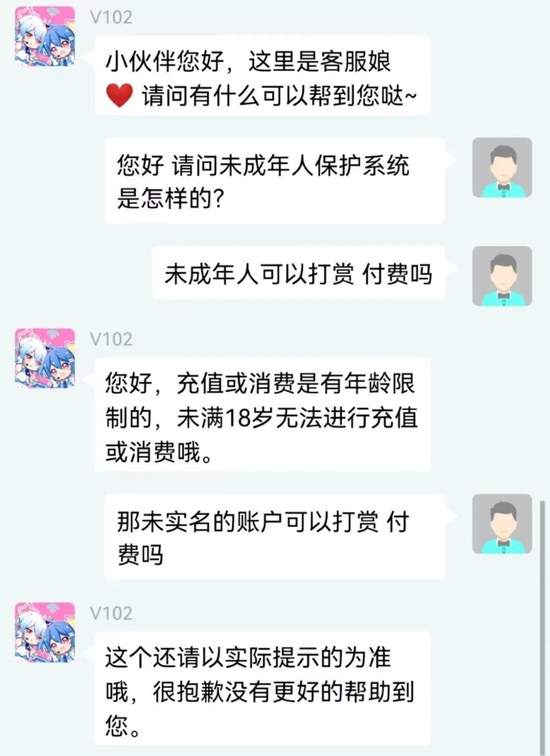 V102
小伙伴您好，这里是客服娘
❤️ 请问有什么可以帮到您哒~
您好 请问未成年人保护系统
是怎样的？
未成年人可以打赏 付费吗
V102
您好，充值或消费是有年龄限
制的，未满18岁无法进行充值
或消费哦。
那未实名的账户可以打赏 付
费吗
V102
这个还请以实际提示的为准
哦，很抱歉没有更好的帮助到
您。